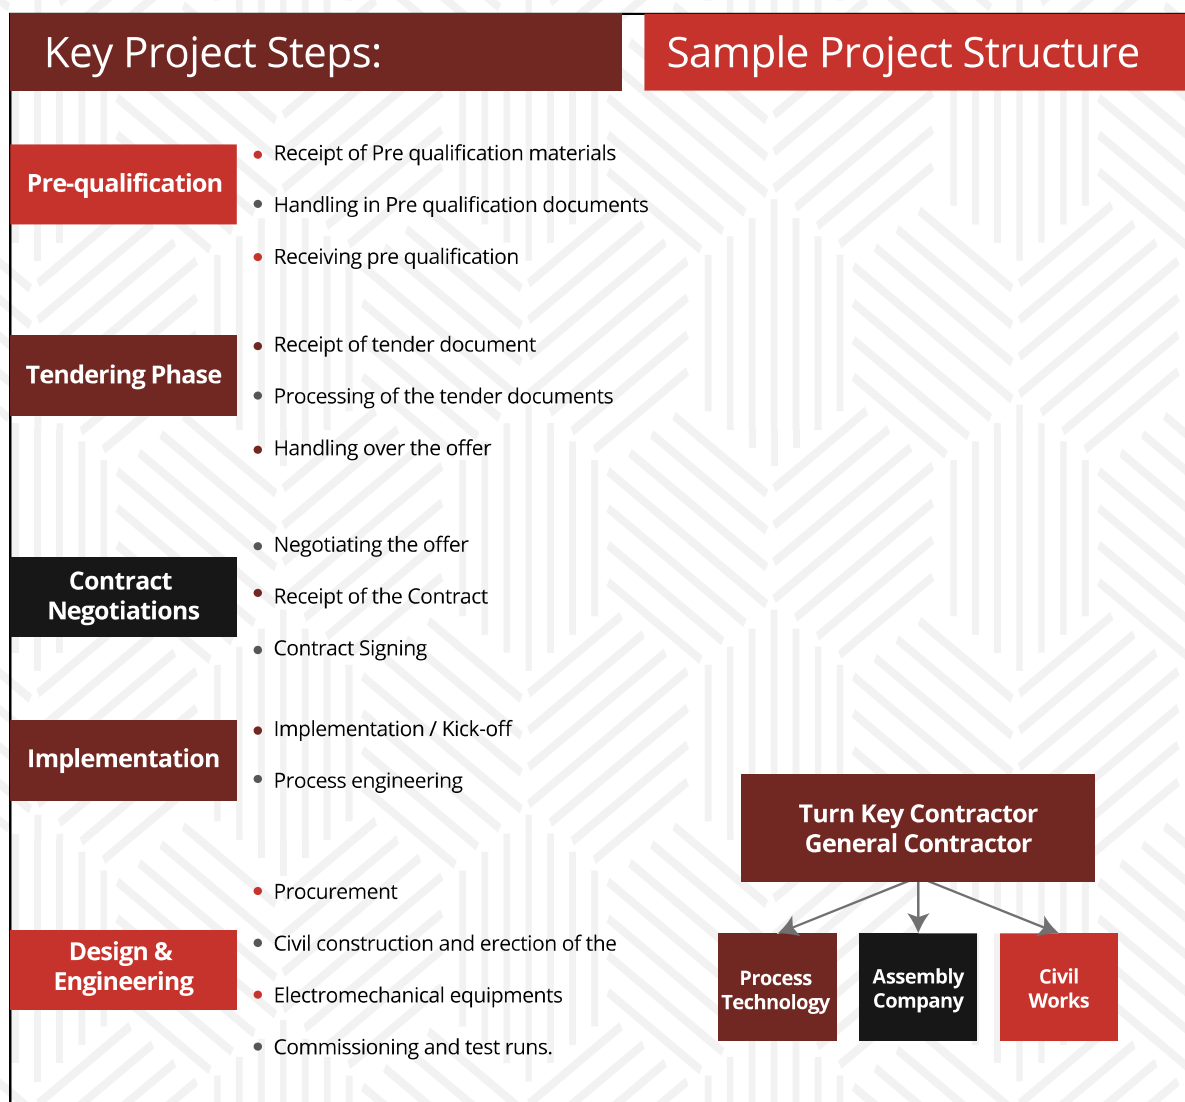 Key Project Steps:
Sample Project Structure
Pre-qualification
Receipt of Pre qualification materials
Handling in Pre qualification documents
Receiving pre qualification
Tendering Phase
Receipt of tender document
Processing of the tender documents
Handling over the offer
Contract
Negotiations
Negotiating the offer
Receipt of the Contract
Contract Signing
Implementation
Implementation / Kick-off
Process engineering
Design &
Engineering
Procurement
Civil construction and erection of the
Electromechanical equipments
Commissioning and test runs.
Turn Key Contractor
General Contractor
Process
Technology
Assembly
Company
Civil
Works